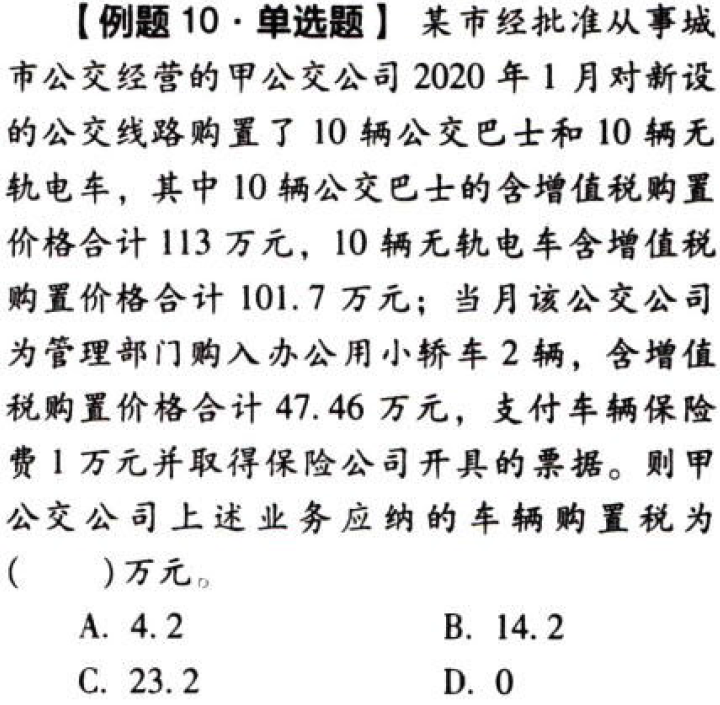 【例题 10·单选题】 某市经批准从事城
市公交经营的甲公交公司 2020 年 1 月对新设
的公交线路购置了 10 辆公交巴士和 10 辆无
轨电车，其中 10 辆公交巴士的含增值税购置
价格合计 113 万元，10 辆无轨电车含增值税
购置价格合计 101.7 万元；当月该公交公司
为管理部门购入办公用小轿车 2 辆，含增值
税购置价格合计 47.46 万元，支付车辆保险
费 1 万元并取得保险公司开具的票据。则甲
公交公司上述业务应纳的车辆购置税为
(  )万元。
A. 4.2 B. 14.2
C. 23.2 D. 0